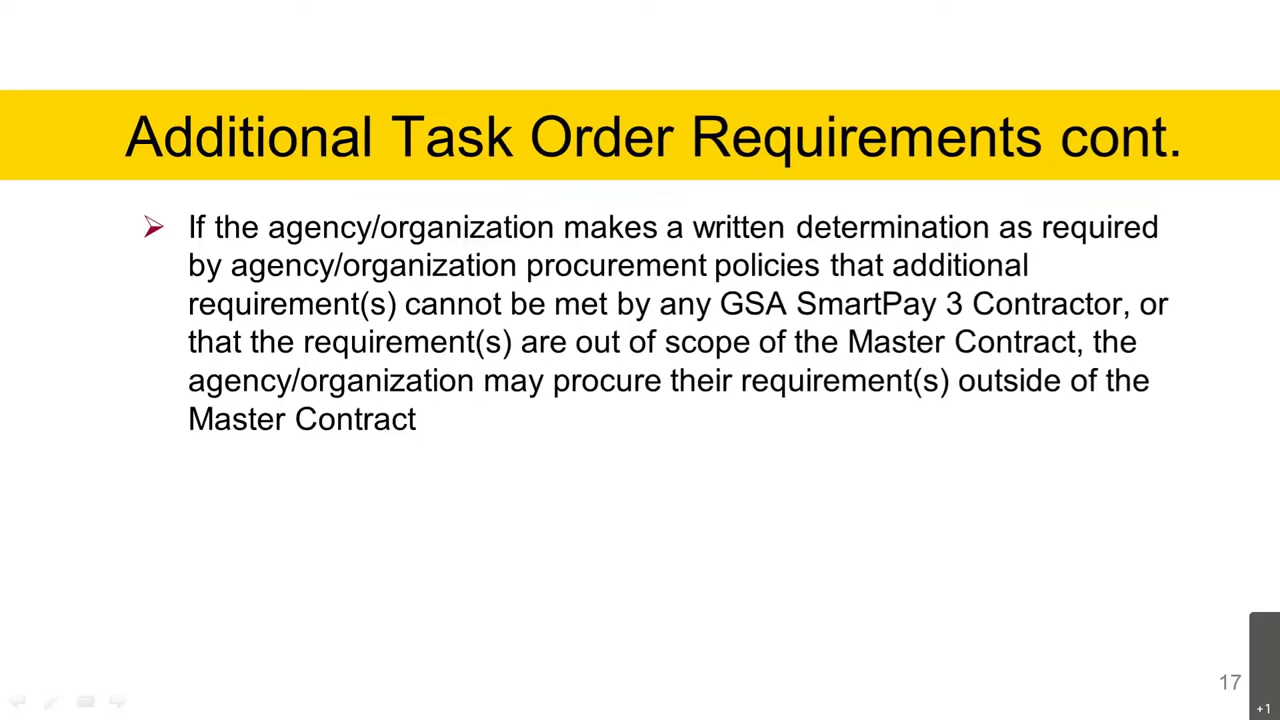 Additional Task Order Requirements cont.
If the agency/organization makes a written determination as required
by agency/organization procurement policies that additional
requirement(s) cannot be met by any GSA SmartPay 3 Contractor, or
that the requirement(s) are out of scope of the Master Contract, the
agency/organization may procure their requirement(s) outside of the
Master Contract
17
+1